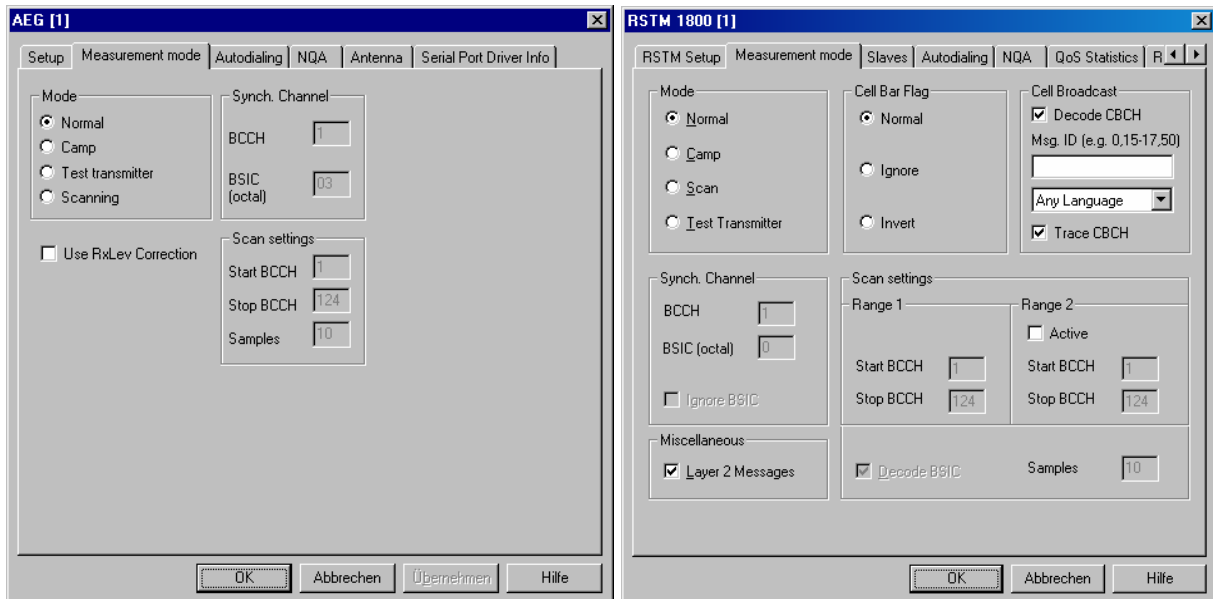 AEG [1]
Setup Measurement mode Autodialing NQA Antenna Serial Port Driver Info
Mode
Normal
Camp
Test transmitter
Scanning
Synch. Channel
BCCH 1
BSIC (octal) 03
Use RxLev Correction
Scan settings
Start BCCH 1
Stop BCCH 124
Samples 10
OK Abbrechen Übernehmen Hilfe
RSTM 1800 [1]
RSTM Setup Measurement mode Slaves Autodialing NQA QoS Statistics R
Mode
Normal
Camp
Scan
Test Transmitter
Cell Bar Flag
Normal
Ignore
Invert
Cell Broadcast
Decode CBCH
Msg. ID (e.g. 0,15-17,50)
Any Language
Trace CBCH
Synch. Channel
BCCH 1
BSIC (octal) 0
Ignore BSIC
Miscellaneous
Layer 2 Messages
Scan settings
Range 1
Start BCCH 1
Stop BCCH 124
Range 2
Active
Start BCCH 1
Stop BCCH 124
Decode BSIC
Samples 10
OK Abbrechen Hilfe